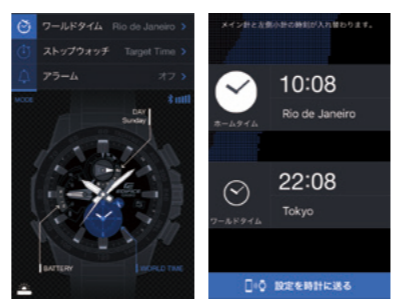 ワールドタイム Rio de Janeiro >
ストップウォッチ Target Time >
アラーム オフ >
MODE
DAY
Sunday
EDIFICE
BATTERY
WORLD TIME
メイン針と左側小針の時刻が入れ替わります。
10:08
Rio de Janeiro
ホームタイム
22:08
Tokyo
ワールドタイム
設定を時計に送る